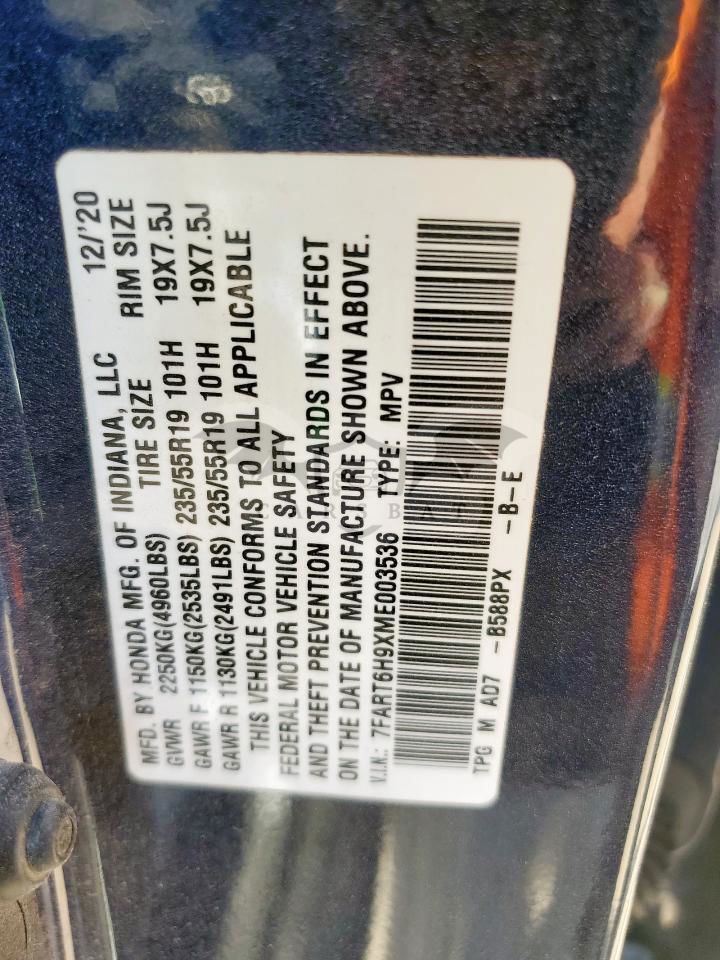 MFD. BY HONDA MFG. OF INDIANA, LLC 12/'20
GVWR 2250KG(4960LBS) TIRE SIZE RIM SIZE
GAWR F 1150KG(2535LBS) 235/55R19 101H 19X7.5J
GAWR R 1130KG(2491LBS) 235/55R19 101H 19X7.5J
THIS VEHICLE CONFORMS TO ALL APPLICABLE
FEDERAL MOTOR VEHICLE SAFETY
AND THEFT PREVENTION STANDARDS IN EFFECT
ON THE DATE OF MANUFACTURE SHOWN ABOVE.
V.I.N.: 7FART6H9XME003536 TYPE: MPV
TPG M AD7 -B588PX -B-E